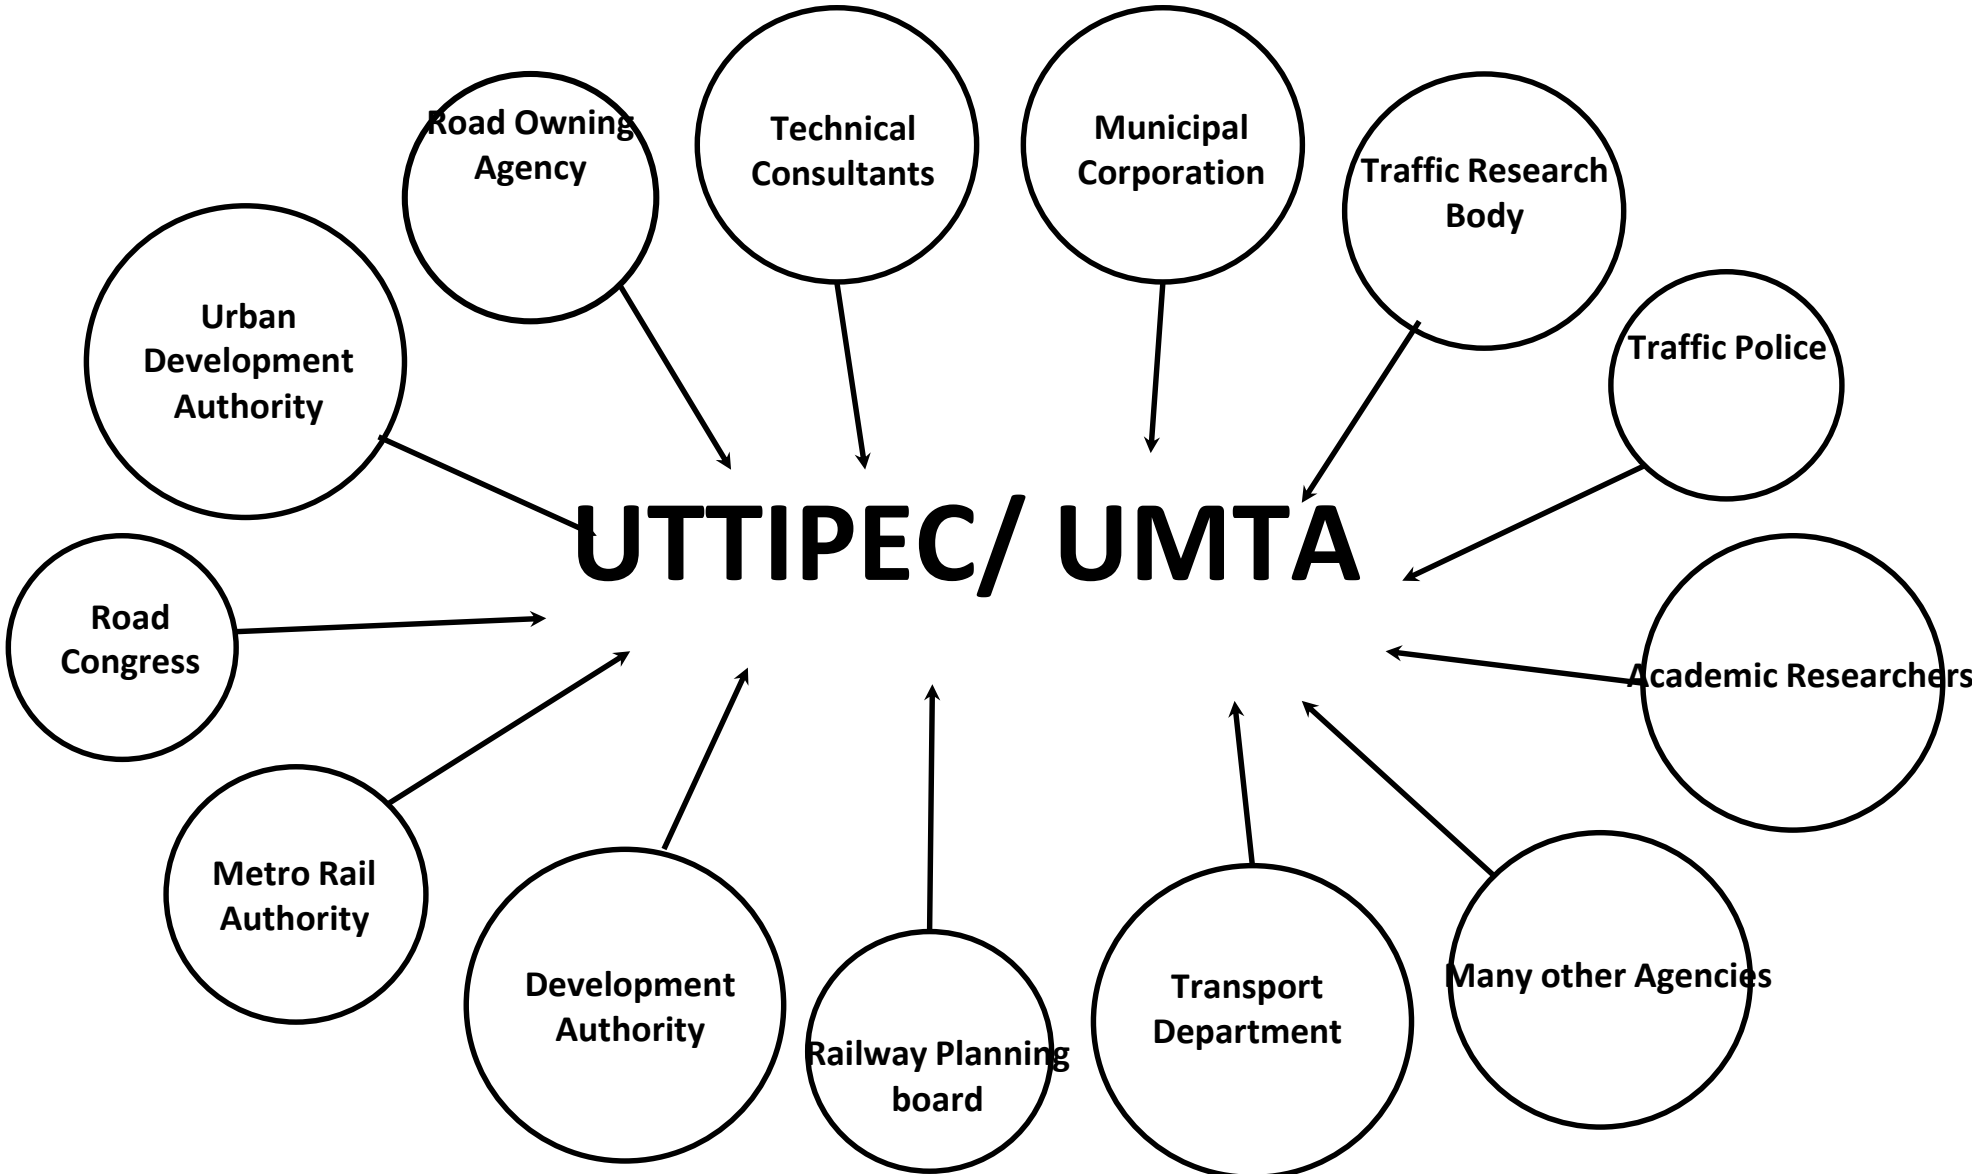 Road Owning
Agency
Technical
Consultants
Municipal
Corporation
Traffic Research
Body
Urban
Development
Authority
Traffic Police
UTTIPEC/ UMTA
Road
Congress
Academic Researchers
Metro Rail
Authority
Development
Authority
Railway Planning
board
Transport
Department
Many other Agencies